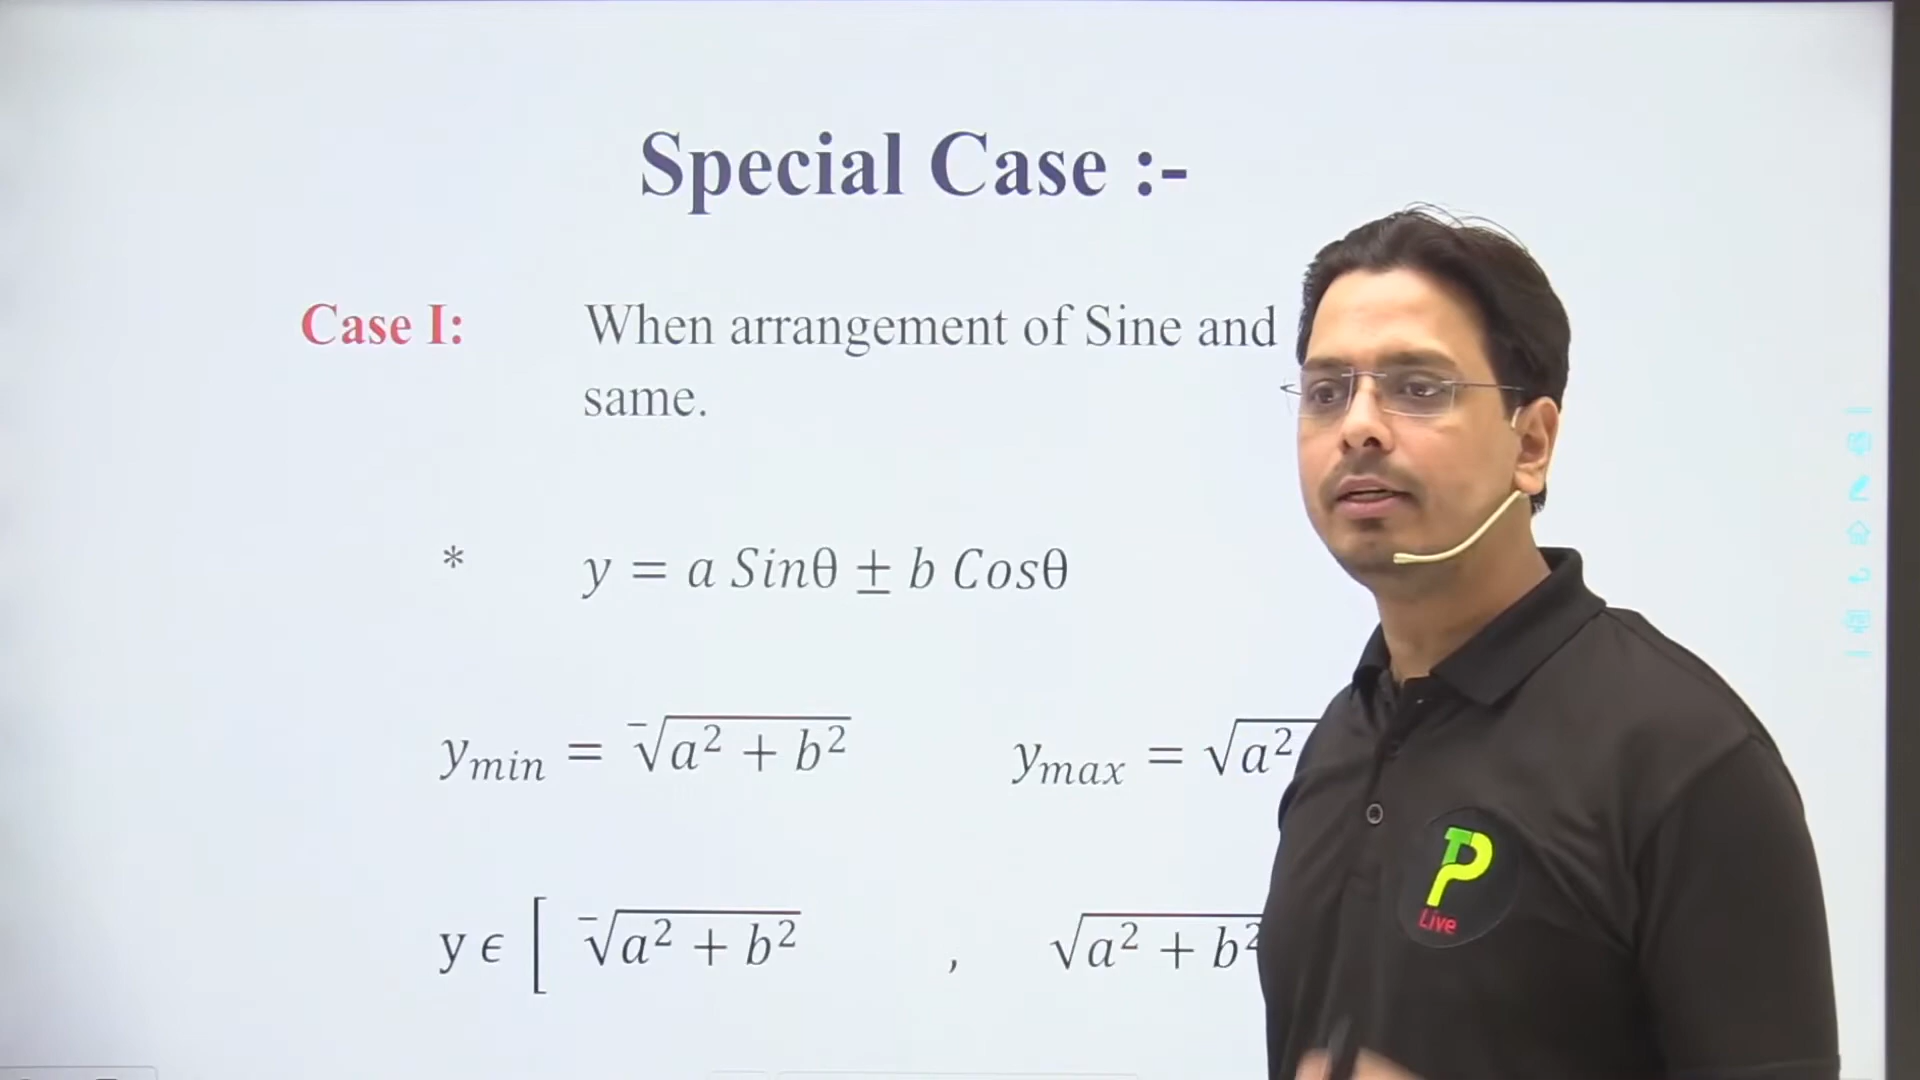 Special Case :-
Case I: When arrangement of Sine and
same.
* y = a Sinθ ± b Cosθ
y_min = ⁻√a² + b² y_max = √a²
y ϵ [ ⁻√a² + b² , √a² + b²
TP
Live